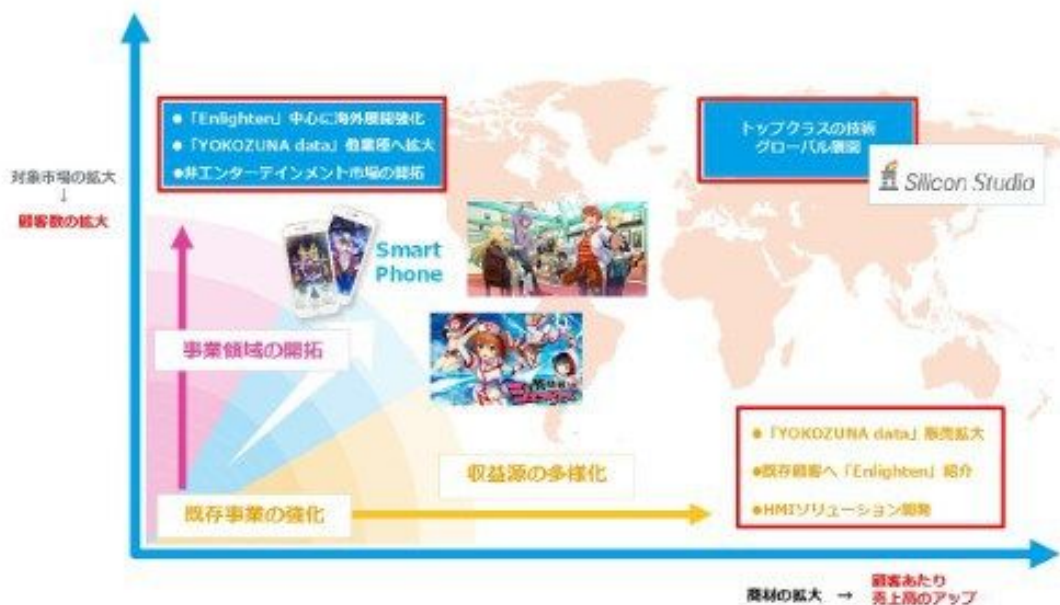 ●「Enlighten」中心に海外展開強化
●「YOKOZUNA data」他業種へ拡大
●非エンターテインメント市場の開拓
トップクラスの技術
グローバル展開
Silicon Studio
対象市場の拡大
↓
顧客数の拡大
Smart
Phone
事業領域の開拓
収益源の多様化
既存事業の強化
●「YOKOZUNA data」販売拡大
●既存顧客へ「Enlighten」紹介
●HMIソリューション開発
商材の拡大 →
顧客あたり
売上高のアップ